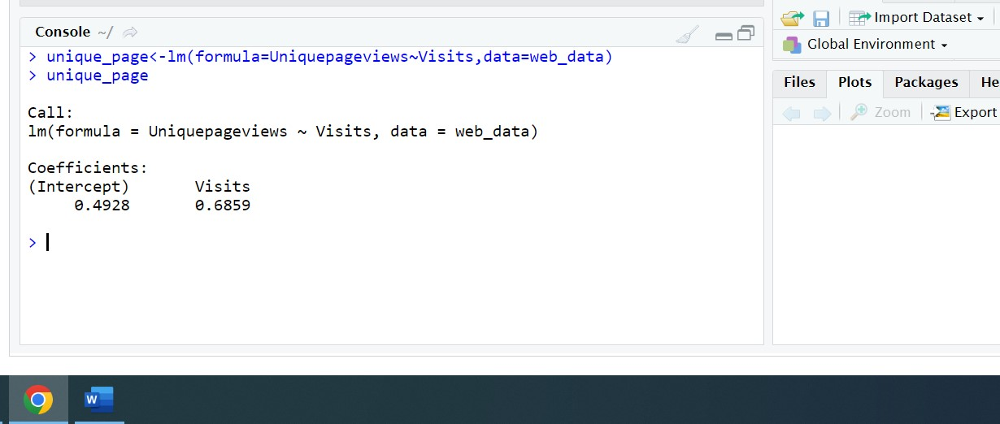 Console ~/
> unique_page<-lm(formula=Uniquepageviews~Visits,data=web_data)
> unique_page
Call:
lm(formula = Uniquepageviews ~ Visits, data = web_data)
Coefficients:
(Intercept) Visits
0.4928 0.6859
>
Import Dataset
Global Environment
Files Plots Packages He
Zoom Export
W